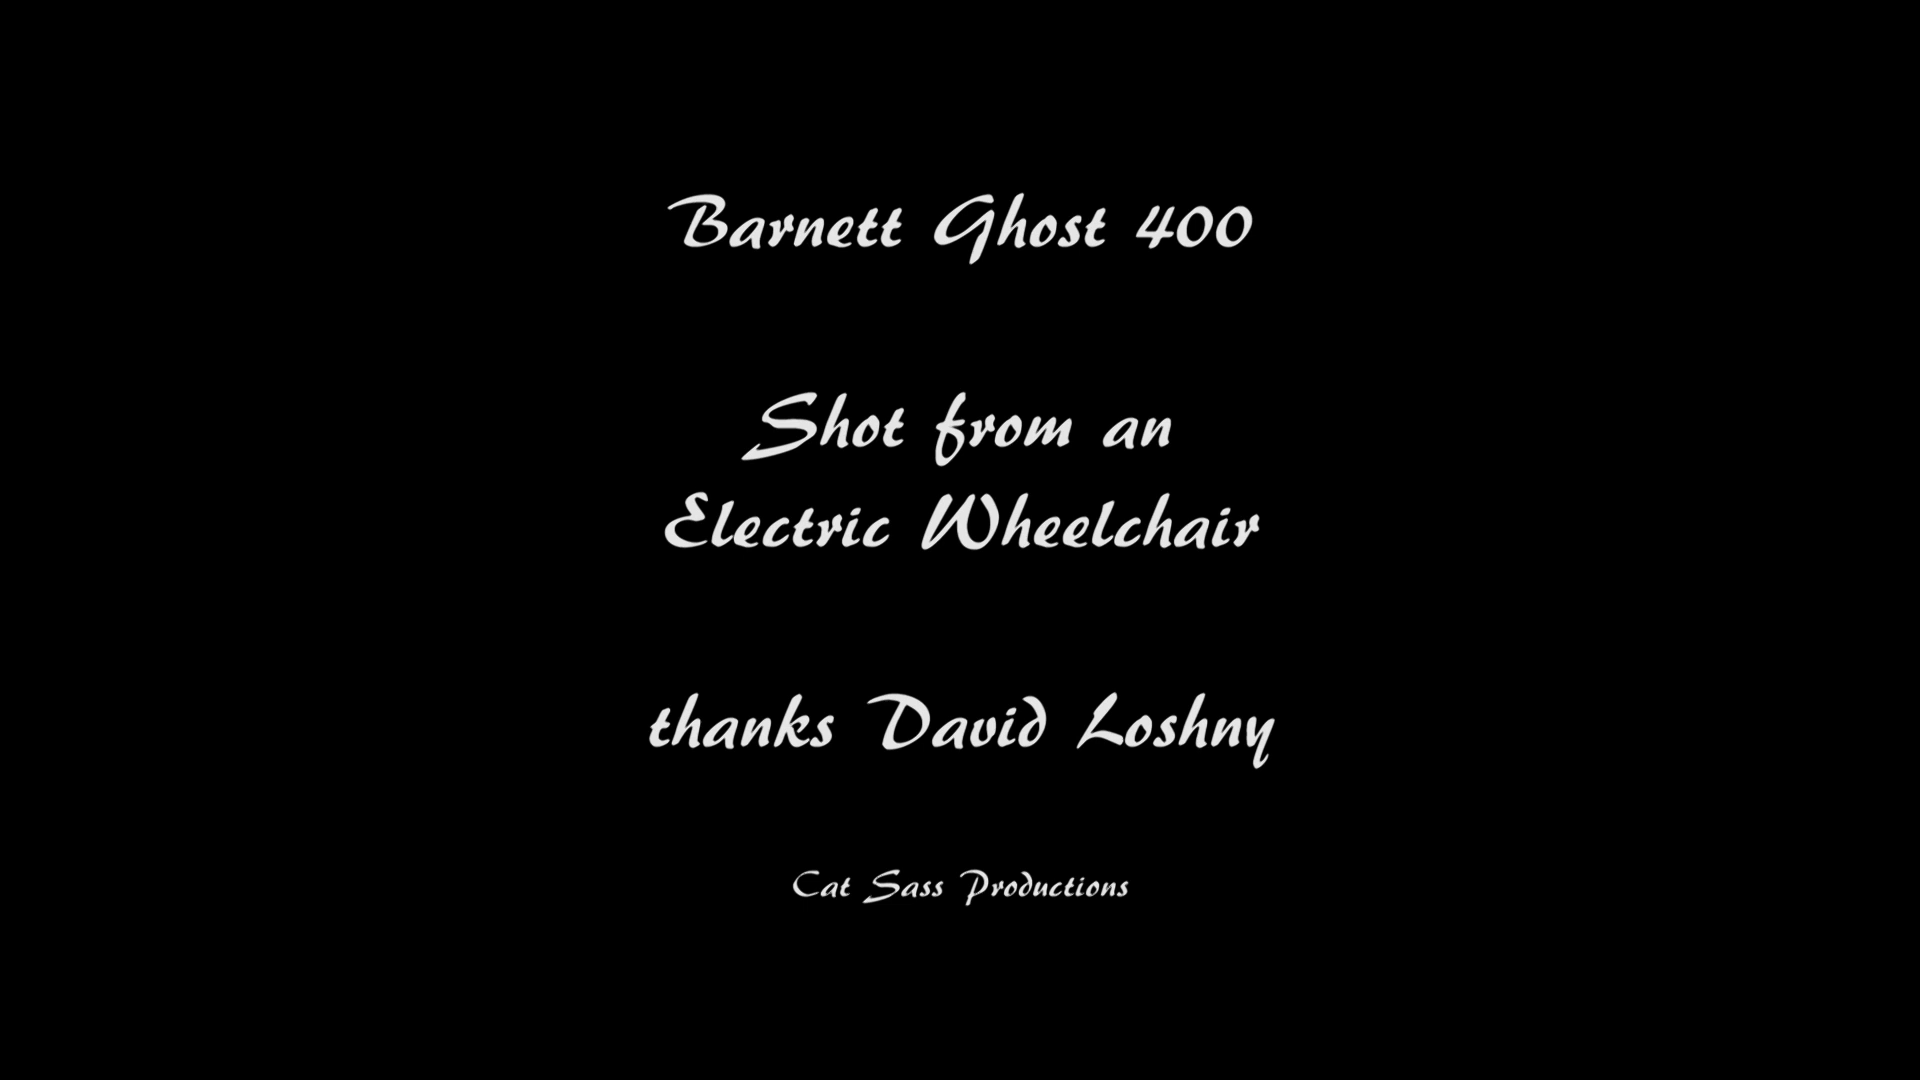 Barnett Ghost 400
Shot from an
Electric Wheelchair
thanks David Loshny
Cat Sass Productions